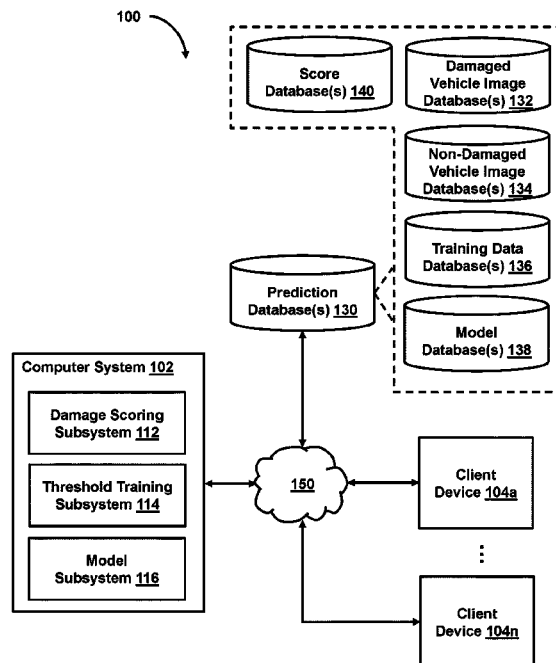 100
Score
Database(s) 140
Damaged
Vehicle Image
Database(s) 132
Non-Damaged
Vehicle Image
Database(s) 134
Training Data
Database(s) 136
Model
Database(s) 138
Prediction
Database(s) 130
Computer System 102
Damage Scoring
Subsystem 112
Threshold Training
Subsystem 114
Model
Subsystem 116
150
Client
Device 104a
Client
Device 104n